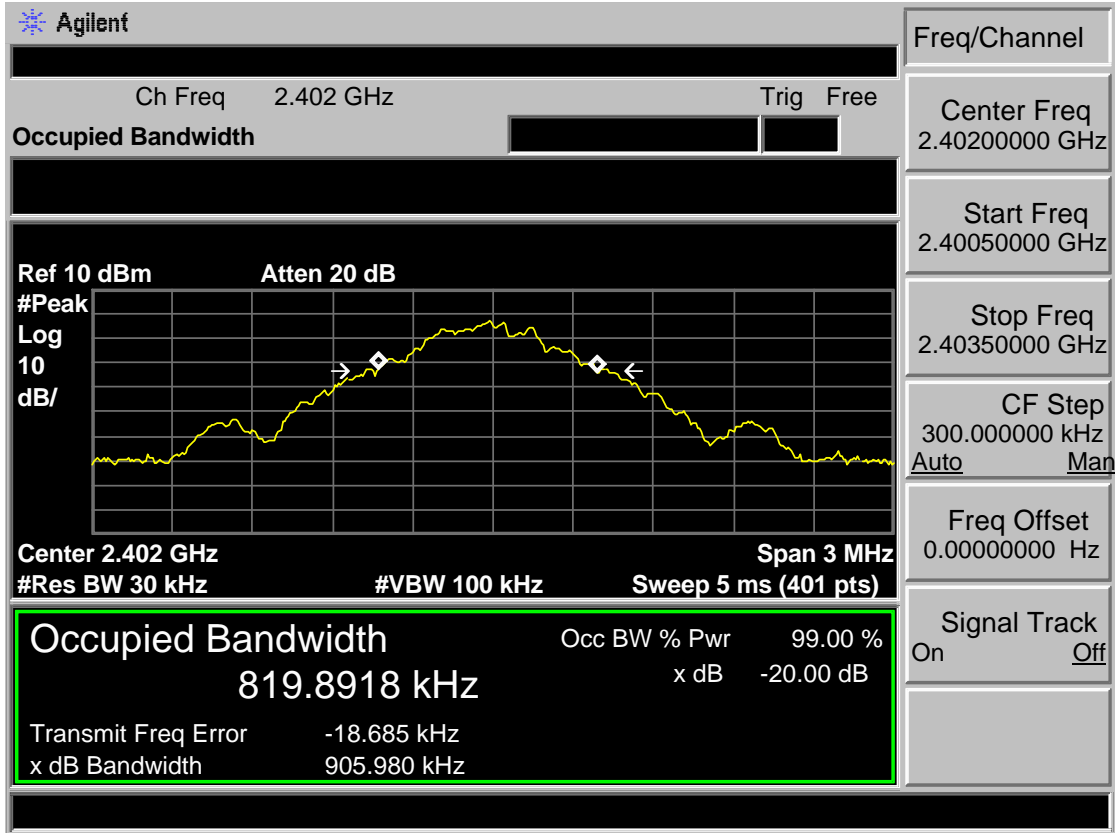 Agilent
Freq/Channel
Ch Freq 2.402 GHz Trig Free
Occupied Bandwidth
Center Freq
2.40200000 GHz
Start Freq
2.40050000 GHz
Stop Freq
2.40350000 GHz
CF Step
300.000000 kHz
Auto Man
Freq Offset
0.00000000 Hz
Signal Track
On Off
Ref 10 dBm Atten 20 dB
#Peak
Log
10
dB/
Center 2.402 GHz Span 3 MHz
#Res BW 30 kHz #VBW 100 kHz Sweep 5 ms (401 pts)
Occupied Bandwidth
819.8918 kHz
Occ BW % Pwr 99.00 %
x dB -20.00 dB
Transmit Freq Error -18.685 kHz
x dB Bandwidth 905.980 kHz